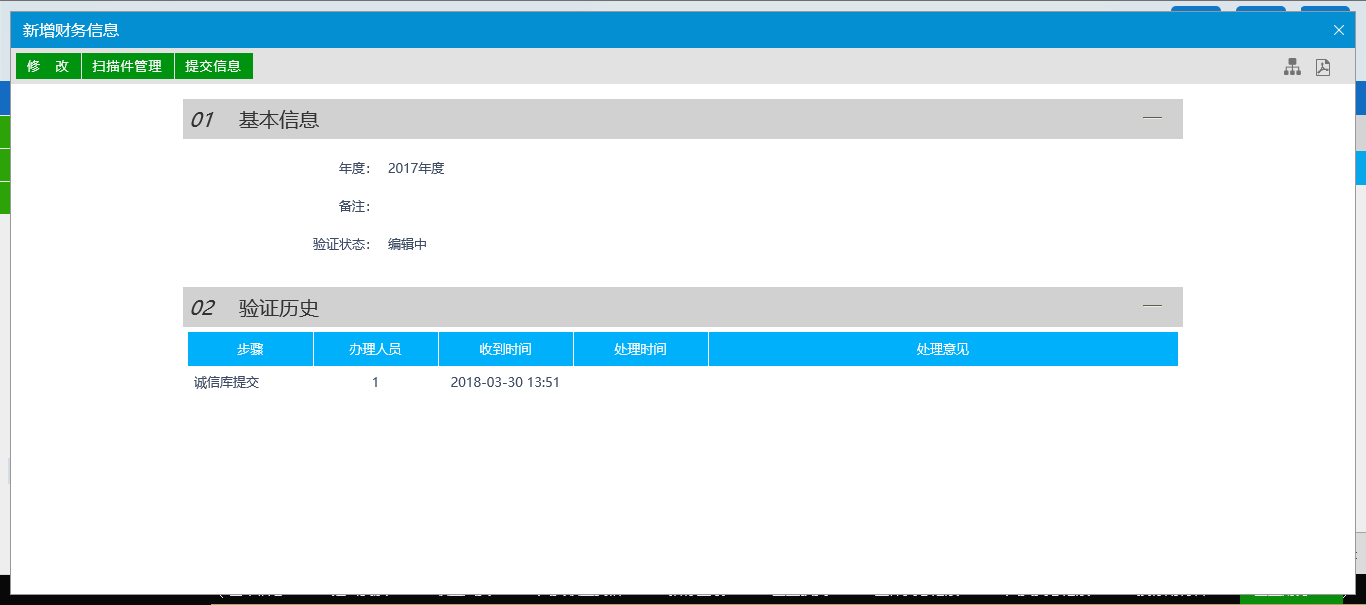 新增财务信息
修 改 扫描件管理 提交信息
01 基本信息
年度： 2017年度
备注：
验证状态： 编辑中
02 验证历史
步骤 办理人员 收到时间 处理时间 处理意见
诚信库提交 1 2018-03-30 13:51